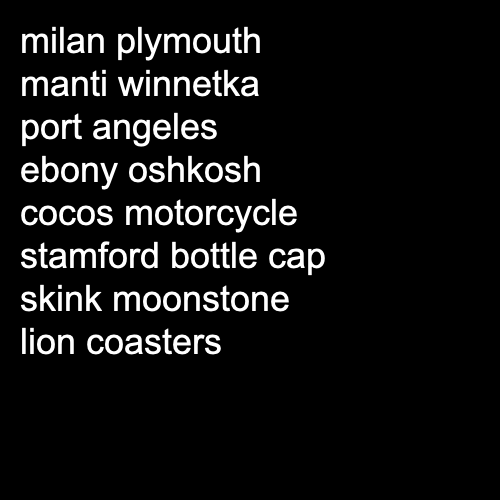 milan plymouth
manti winnetka
port angeles
ebony oshkosh
cocos motorcycle
stamford bottle cap
skink moonstone
lion coasters